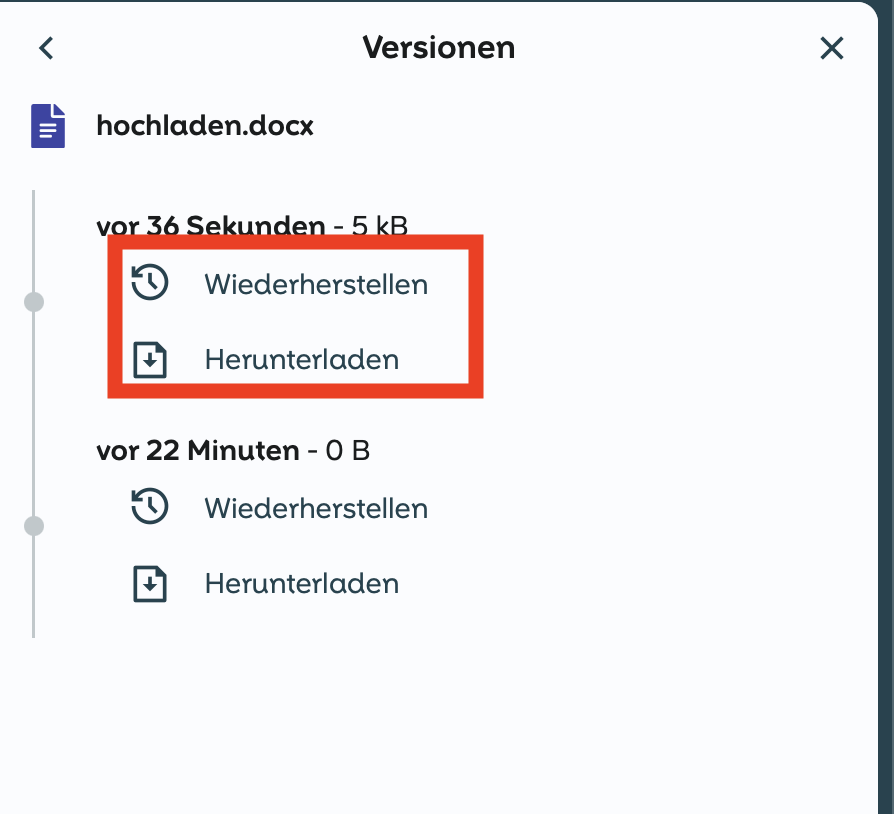 Versionen
hochladen.docx
vor 36 Sekunden - 5 kB
Wiederherstellen
Herunterladen
vor 22 Minuten - 0 B
Wiederherstellen
Herunterladen